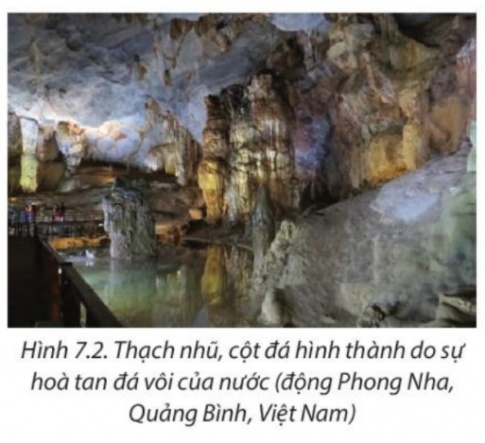 Hình 7.2. Thạch nhũ, cột đá hình thành do sự
hoà tan đá vôi của nước (động Phong Nha,
Quảng Bình, Việt Nam)